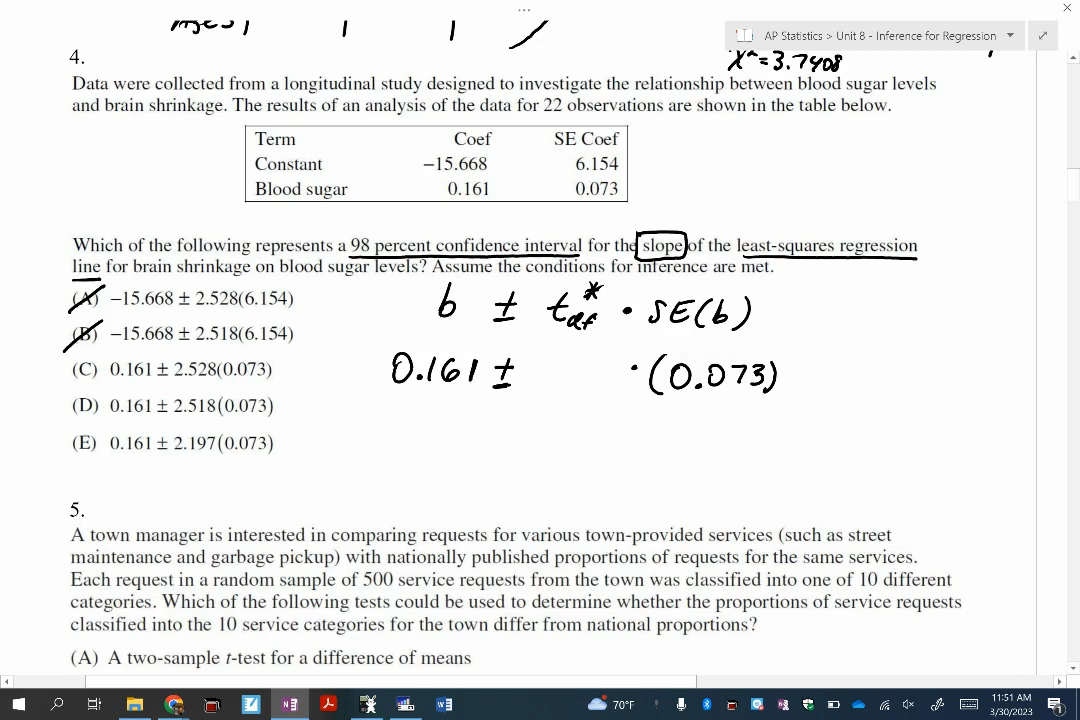 AP Statistics > Unit 8 - Inference for Regression
X²=3.7408
4.
Data were collected from a longitudinal study designed to investigate the relationship between blood sugar levels
and brain shrinkage. The results of an analysis of the data for 22 observations are shown in the table below.
Term Coef SE Coef
Constant −15.668 6.154
Blood sugar 0.161 0.073
Which of the following represents a 98 percent confidence interval for the slope of the least-squares regression
line for brain shrinkage on blood sugar levels? Assume the conditions for inference are met.
(A) −15.668 ± 2.528(6.154)
b ± t*df · SE(b)
(B) −15.668 ± 2.518(6.154)
(C) 0.161 ± 2.528(0.073)
0.161 ± · (0.073)
(D) 0.161 ± 2.518(0.073)
(E) 0.161 ± 2.197(0.073)
5.
A town manager is interested in comparing requests for various town-provided services (such as street
maintenance and garbage pickup) with nationally published proportions of requests for the same services.
Each request in a random sample of 500 service requests from the town was classified into one of 10 different
categories. Which of the following tests could be used to determine whether the proportions of service requests
classified into the 10 service categories for the town differ from national proportions?
(A) A two-sample t-test for a difference of means
70°F
11:51 AM
3/30/2023